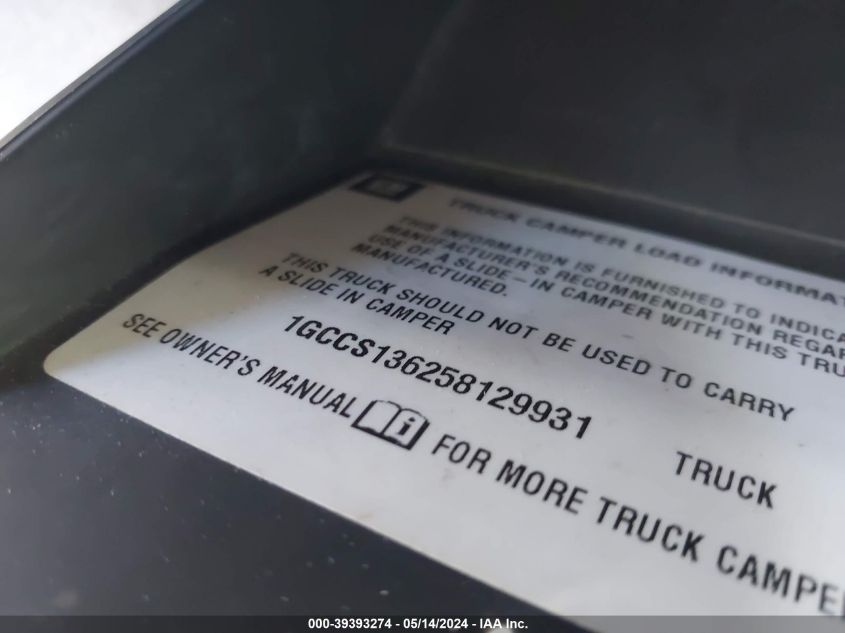 TRUCK CAMPER LOAD INFORMAT
THIS INFORMATION IS FURNISHED TO INDICA
MANUFACTURER'S RECOMMENDATION REGAR
USE OF A SLIDE-IN CAMPER WITH THIS TRU
MANUFACTURED.
THIS TRUCK SHOULD NOT BE USED TO CARRY
A SLIDE IN CAMPER
1GCCS136258129931 TRUCK
SEE OWNER'S MANUAL FOR MORE TRUCK CAMPER
000-39393274 - 05/14/2024 - IAA Inc.